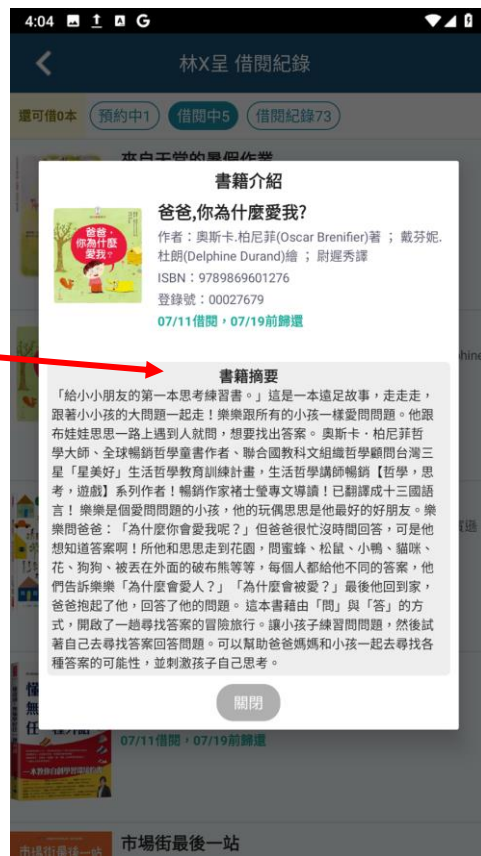 4:04
林X呈 借閱紀錄
還可借0本 預約中1 借閱中5 借閱紀錄73
來自天堂的暑假作業
書籍介紹
爸爸,你為什麼愛我?
作者：奧斯卡.柏尼菲(Oscar Brenifier)著 ； 戴芬妮.
杜朗(Delphine Durand)繪 ； 尉遲秀譯
ISBN：9789869601276
登錄號：00027679
07/11借閱，07/19前歸還
爸爸，
你為什麼
愛我？
書籍摘要
「給小小朋友的第一本思考練習書。」這是一本遠足故事，走走走，
跟著小小孩的大問題一起走！樂樂跟所有的小孩一樣愛問問題。他跟
布娃娃思思一路上遇到人就問，想要找出答案。 奧斯卡．柏尼菲哲
學大師、全球暢銷哲學童書作者、聯合國教科文組織哲學顧問台灣三
星「星美好」生活哲學教育訓練計畫，生活哲學講師暢銷【哲學，思
考，遊戲】系列作者！暢銷作家褚士瑩專文導讀！已翻譯成十三國語
言！ 樂樂是個愛問問題的小孩，他的玩偶思思是他最好的好朋友。樂
樂問爸爸：「為什麼你會愛我呢？」但爸爸很忙沒時間回答，可是他
想知道答案啊！所他和思思走到花園，問蜜蜂、松鼠、小鴨、貓咪、
花、狗狗、被丟在外面的破布熊等等，每個人都給他不同的答案，他
們告訴樂樂「為什麼會愛人？」「為什麼會被愛？」最後他回到家，
爸爸抱起了他，回答了他的問題。 這本書藉由「問」與「答」的方
式，開啟了一趟尋找答案的冒險旅行。讓小孩子練習問問題，然後試
著自己去尋找答案回答問題。可以幫助爸爸媽媽和小孩一起去尋找各
種答案的可能性，並刺激孩子自己思考。
關閉
07/11借閱，07/19前歸還
市場街最後一站
市場街最後一站